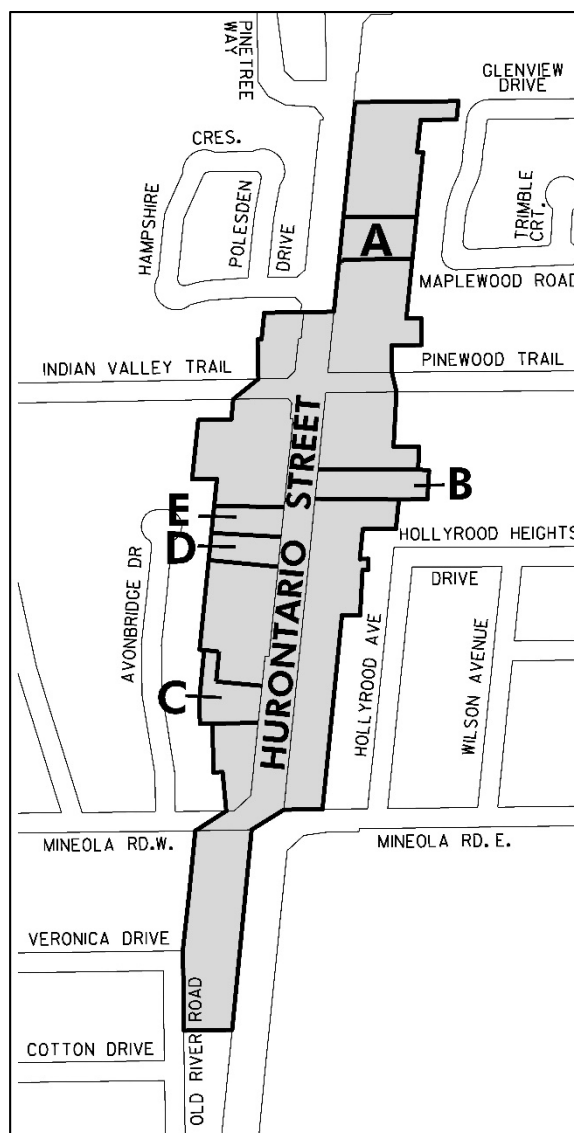 PINETREE
WAY
GLENVIEW
DRIVE
CRES.
HAMPSHIRE
POLESDEN
DRIVE
TRIMBLE
CRT.
A
MAPLEWOOD ROAD
INDIAN VALLEY TRAIL
PINEWOOD TRAIL
HURONTARIO STREET
B
E
D
HOLLYROOD HEIGHTS
DRIVE
AVONBRIDGE DR
HOLLYROOD AVE
WILSON AVENUE
C
MINEOLA RD.W.
MINEOLA RD.E.
VERONICA DRIVE
COTTON DRIVE
OLD RIVER ROAD